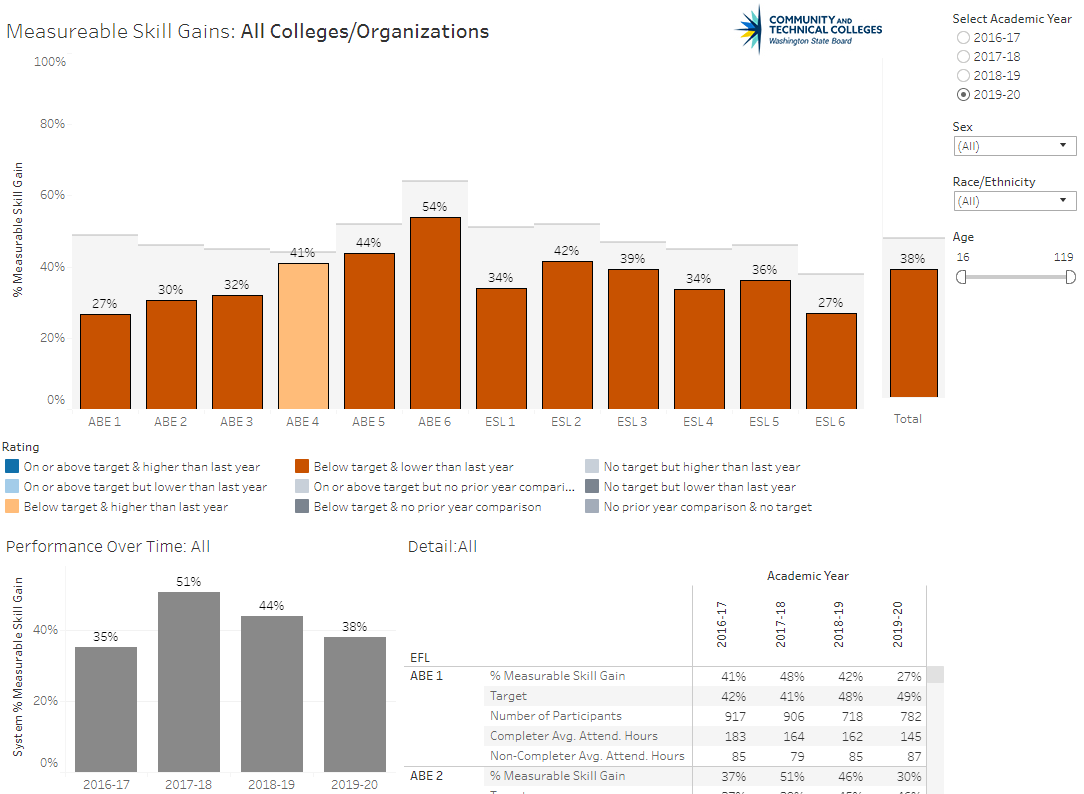 Measureable Skill Gains: All Colleges/Organizations
COMMUNITY AND
TECHNICAL COLLEGES
Washington State Board
Select Academic Year
2016-17
2017-18
2018-19
2019-20
Sex
(All)
Race/Ethnicity
(All)
Age
16 119
% Measurable Skill Gain
100%
80%
60%
40%
20%
0%
27% 30% 32% 41% 44% 54% 34% 42% 39% 34% 36% 27% 38%
ABE 1 ABE 2 ABE 3 ABE 4 ABE 5 ABE 6 ESL 1 ESL 2 ESL 3 ESL 4 ESL 5 ESL 6 Total
Rating
On or above target & higher than last year
On or above target but lower than last year
Below target & higher than last year
Below target & lower than last year
On or above target but no prior year compari...
Below target & no prior year comparison
No target but higher than last year
No target but lower than last year
No prior year comparison & no target
Performance Over Time: All
System % Measurable Skill Gain
40%
20%
0%
35% 51% 44% 38%
2016-17 2017-18 2018-19 2019-20
Detail:All
Academic Year
EFL 2016-17 2017-18 2018-19 2019-20
ABE 1 % Measurable Skill Gain 41% 48% 42% 27%
Target 42% 41% 48% 49%
Number of Participants 917 906 718 782
Completer Avg. Attend. Hours 183 164 162 145
Non-Completer Avg. Attend. Hours 85 79 85 87
ABE 2 % Measurable Skill Gain 37% 51% 46% 30%